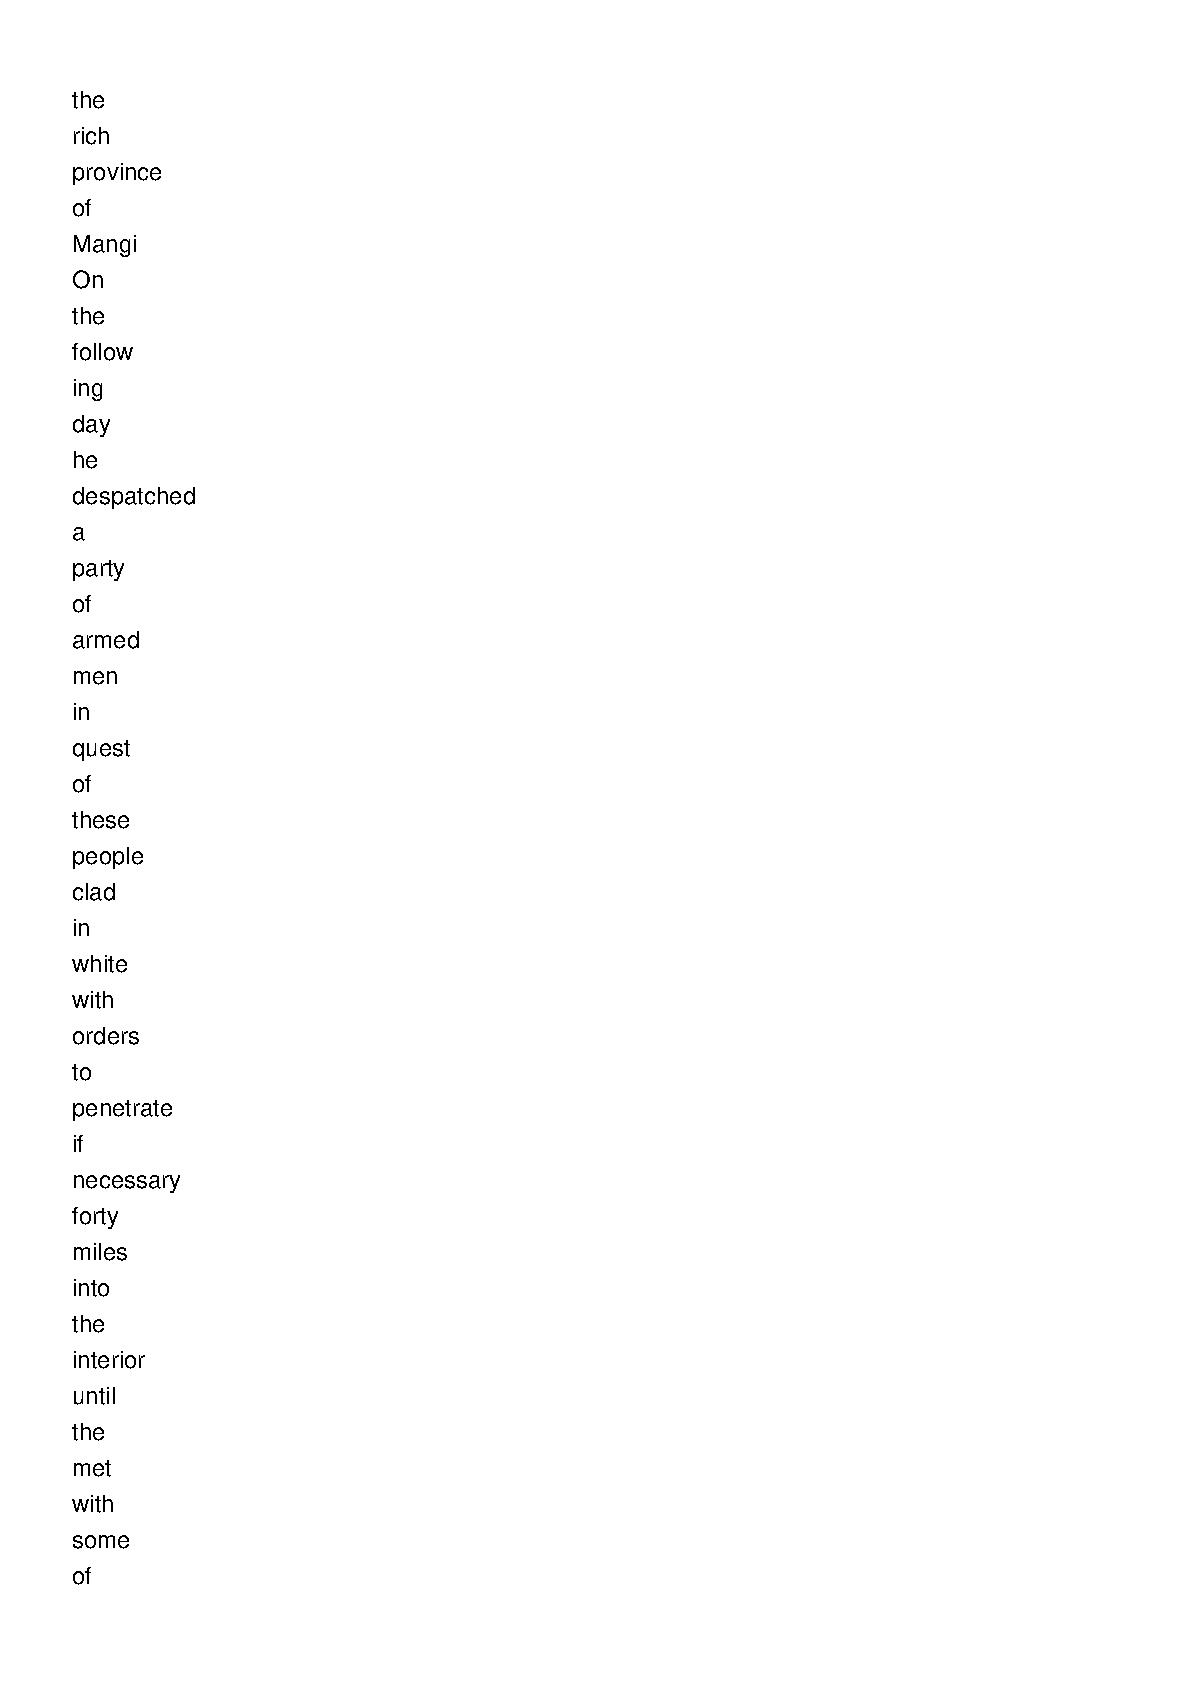 the
rich
province
of
Mangi
On
the
follow
ing
day
he
despatched
a
party
of
armed
men
in
quest
of
these
people
clad
in
white
with
orders
to
penetrate
if
necessary
forty
miles
into
the
interior
until
the
met
with
some
of